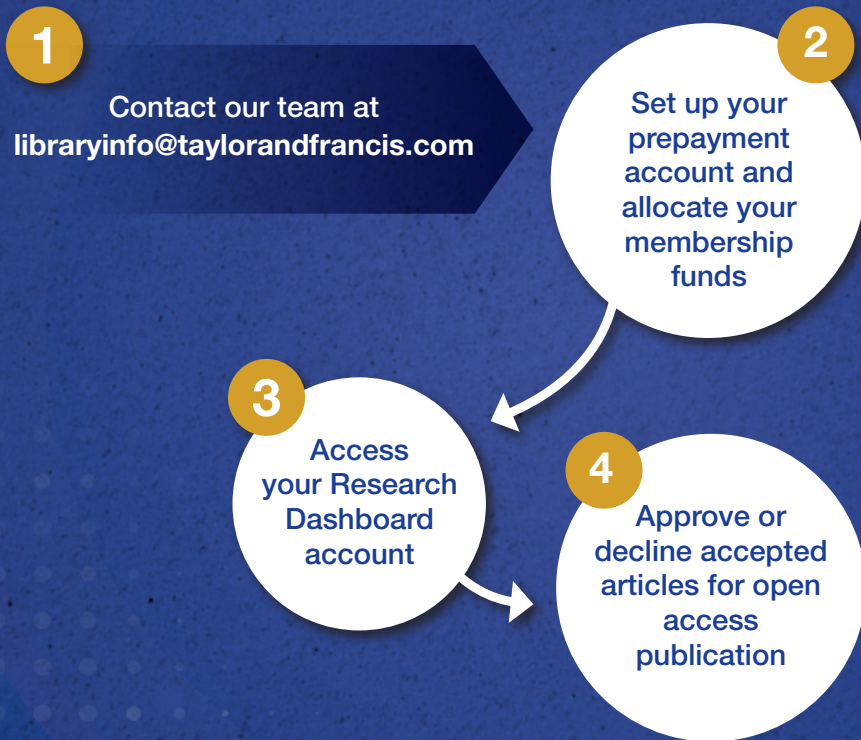 1
Contact our team at
libraryinfo@taylorandfrancis.com
2
Set up your
prepayment
account and
allocate your
membership
funds
3
Access
your Research
Dashboard
account
4
Approve or
decline accepted
articles for open
access
publication